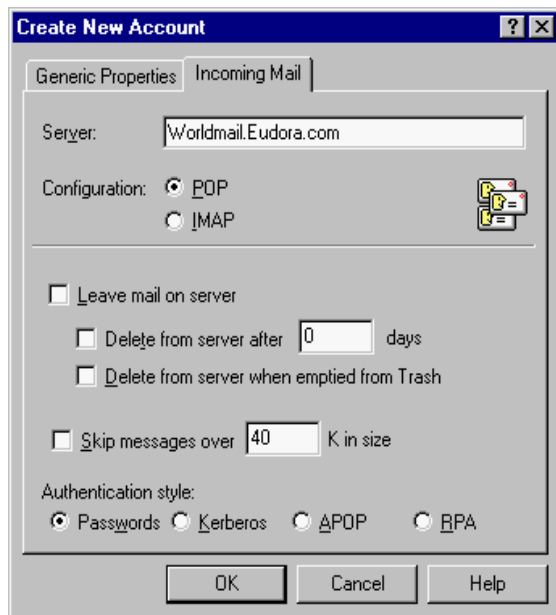 Create New Account
Generic Properties Incoming Mail
Server: Worldmail.Eudora.com
Configuration: POP
IMAP
Leave mail on server
Delete from server after 0 days
Delete from server when emptied from Trash
Skip messages over 40 K in size
Authentication style:
Passwords Kerberos APOP RPA
OK Cancel Help